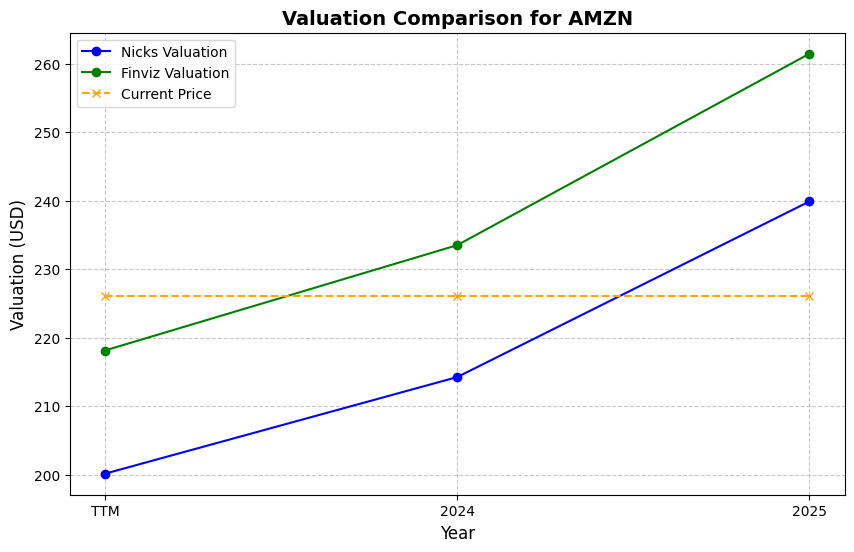 Valuation Comparison for AMZN
Nicks Valuation
Finviz Valuation
Current Price
Valuation (USD)
260
250
240
230
220
210
200
TTM
2024
2025
Year